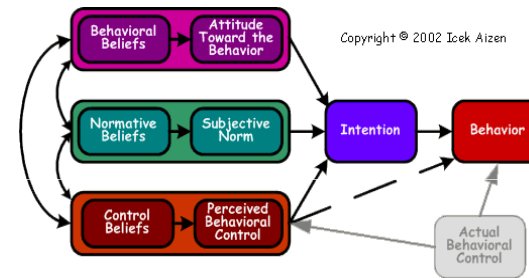 Behavioral
Beliefs
Attitude
Toward the
Behavior
Copyright © 2002 Icek Aizen
Normative
Beliefs
Subjective
Norm
Intention
Behavior
Control
Beliefs
Perceived
Behavioral
Control
Actual
Behavioral
Control